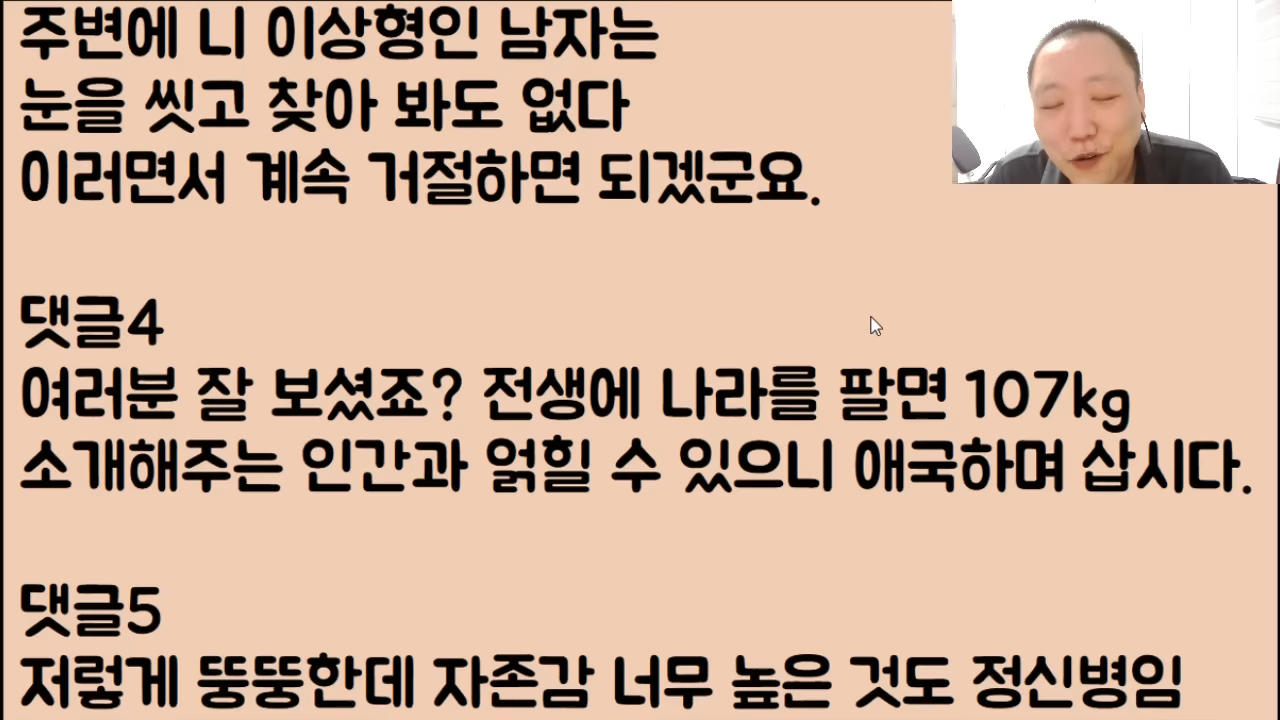 주변에 니 이상형인 남자는
눈을 씻고 찾아 봐도 없다
이러면서 계속 거절하면 되겠군요.
댓글4
여러분 잘 보셨죠? 전생에 나라를 팔면 107kg
소개해주는 인간과 얽힐 수 있으니 애국하며 삽시다.
댓글5
저렇게 뚱뚱한데 자존감 너무 높은 것도 정신병임